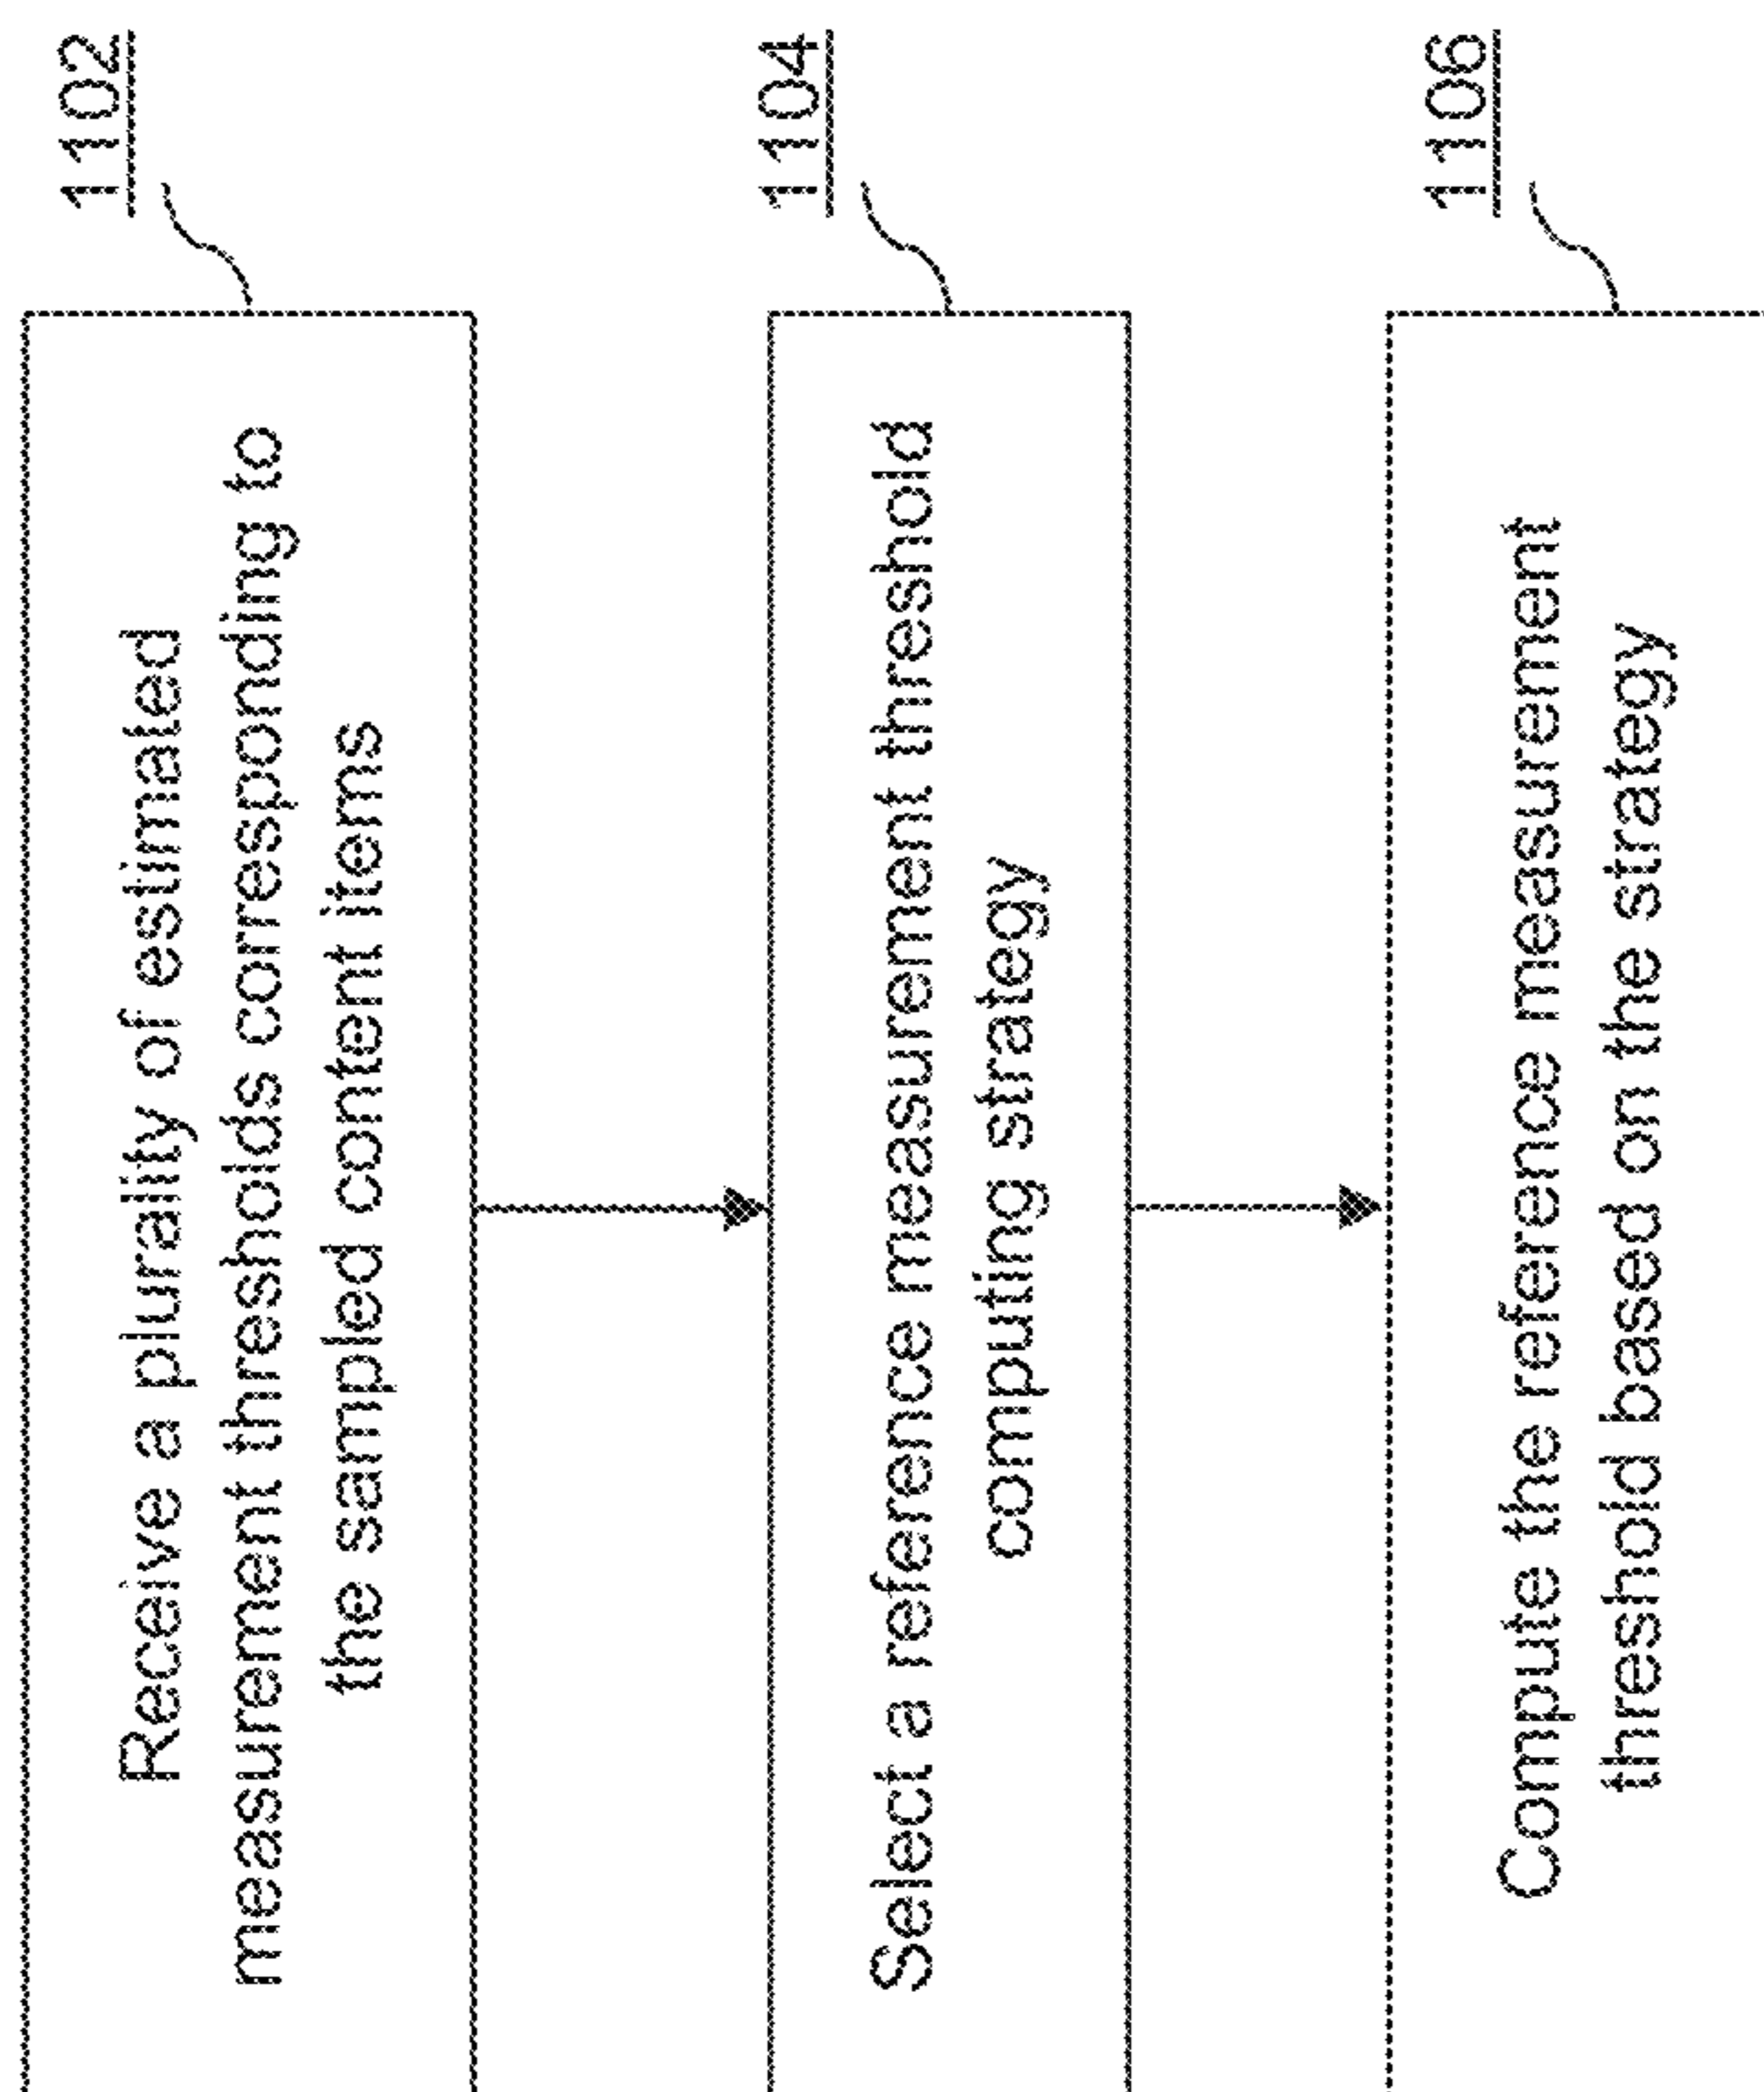 1102
Receive a plurality of estimated
measurement thresholds corresponding to
the sampled content items
1104
Select a reference measurement threshold
computing strategy
1106
Compute the reference measurement
threshold based on the strategy